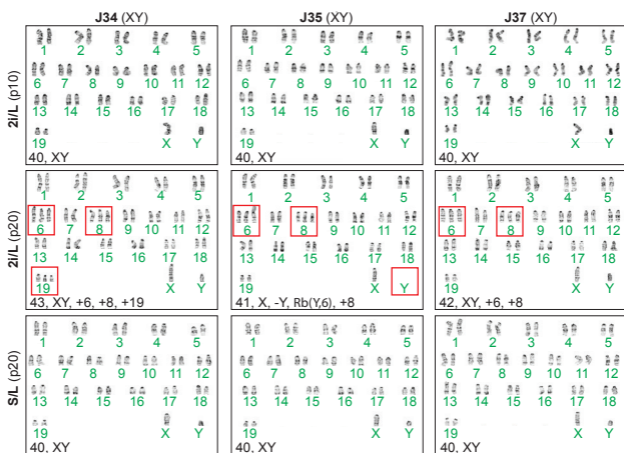 J34 (XY) J35 (XY) J37 (XY)
2i/L (p10)
1 2 3 4 5
6 7 8 9 10 11 12
13 14 15 16 17 18
19 X Y
40, XY
1 2 3 4 5
6 7 8 9 10 11 12
13 14 15 16 17 18
19 X Y
40, XY
1 2 3 4 5
6 7 8 9 10 11 12
13 14 15 16 17 18
19 X Y
40, XY
2i/L (p20)
1 2 3 4 5
6 7 8 9 10 11 12
13 14 15 16 17 18
19 X Y
43, XY, +6, +8, +19
1 2 3 4 5
6 7 8 9 10 11 12
13 14 15 16 17 18
19 X Y
41, X, -Y, Rb(Y,6), +8
1 2 3 4 5
6 7 8 9 10 11 12
13 14 15 16 17 18
19 X Y
42, XY, +6, +8
S/L (p20)
1 2 3 4 5
6 7 8 9 10 11 12
13 14 15 16 17 18
19 X Y
40, XY
1 2 3 4 5
6 7 8 9 10 11 12
13 14 15 16 17 18
19 X Y
40, XY
1 2 3 4 5
6 7 8 9 10 11 12
13 14 15 16 17 18
19 X Y
40, XY